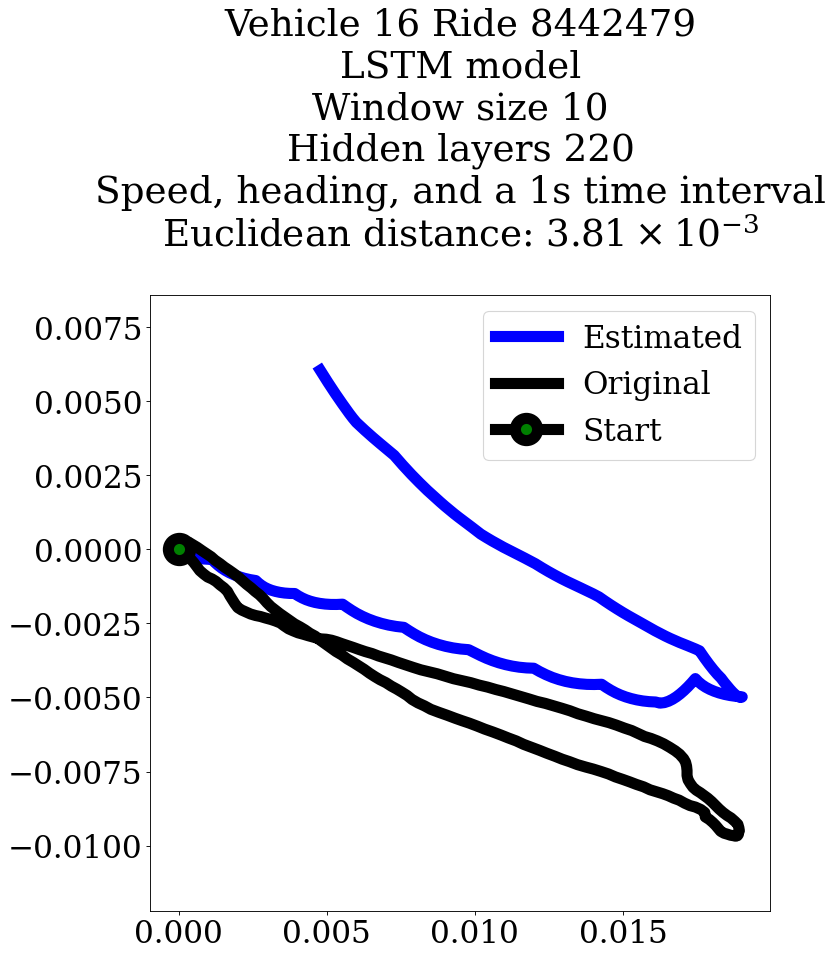 Vehicle 16 Ride 8442479
LSTM model
Window size 10
Hidden layers 220
Speed, heading, and a 1s time interval
Euclidean distance: 3.81 × 10⁻³
Estimated
Original
Start
0.0075
0.0050
0.0025
0.0000
−0.0025
−0.0050
−0.0075
−0.0100
0.000 0.005 0.010 0.015